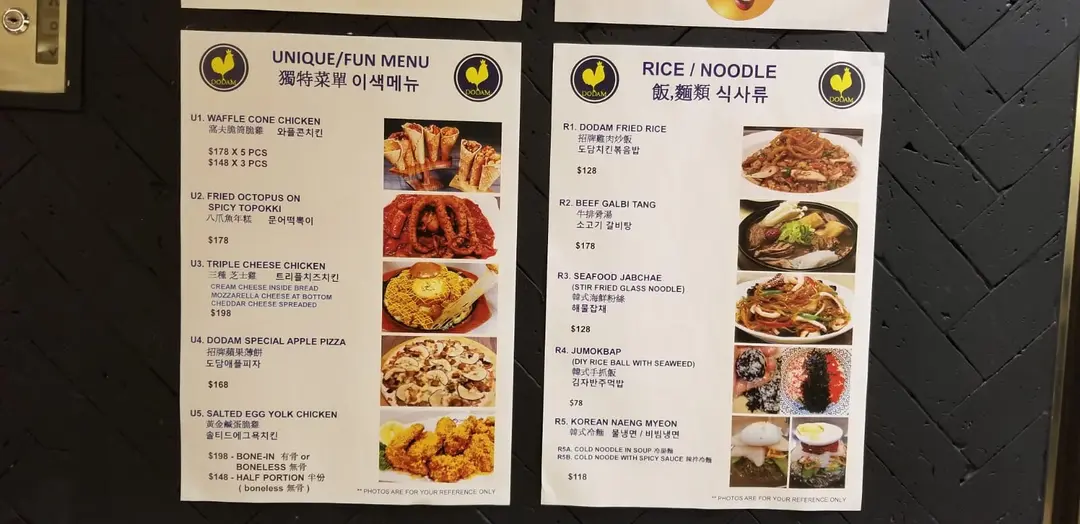 DODAM
UNIQUE/FUN MENU
獨特菜單 이색메뉴
DODAM
U1. WAFFLE CONE CHICKEN
窩夫脆筒脆雞 와플콘치킨
$178 X 5 PCS
$148 X 3 PCS
U2. FRIED OCTOPUS ON
SPICY TOPOKKI
八爪魚年糕 문어떡뽁이
$178
U3. TRIPLE CHEESE CHICKEN
三種 芝士雞 트리플치즈치킨
CREAM CHEESE INSIDE BREAD
MOZZARELLA CHEESE AT BOTTOM
CHEDDAR CHEESE SPREADED
$198
U4. DODAM SPECIAL APPLE PIZZA
招牌蘋果薄餅
도담애플피자
$168
U5. SALTED EGG YOLK CHICKEN
黃金鹹蛋脆雞
솔티드에그욕치킨
$198 - BONE-IN 有骨 or
BONELESS 無骨
$148 - HALF PORTION 半份
( boneless 無骨 )
** PHOTOS ARE FOR YOUR REFERENCE ONLY
DODAM
RICE / NOODLE
飯,麵類 식사류
DODAM
R1. DODAM FRIED RICE
招牌雞肉炒飯
도담치킨볶음밥
$128
R2. BEEF GALBI TANG
牛排骨湯
소고기 갈비탕
$178
R3. SEAFOOD JABCHAE
(STIR FRIED GLASS NOODLE)
韓式海鮮粉絲
해물잡채
$128
R4. JUMOKBAP
(DIY RICE BALL WITH SEAWEED)
韓式手抓飯
김자반주먹밥
$78
R5. KOREAN NAENG MYEON
韓式冷麵 물냉면 / 비빔냉면
R5A. COLD NOODLE IN SOUP 冷湯麵
R5B. COLD NOODE WITH SPICY SAUCE 辣拌冷麵
$118
** PHOTOS ARE FOR YOUR REFERENCE ONLY